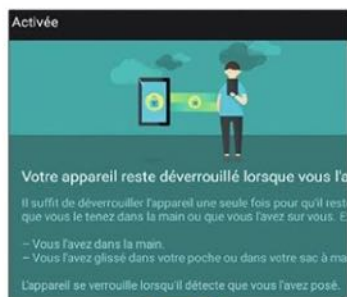 Activée
Votre appareil reste déverrouillé lorsque vous l'a
Il suffit de déverrouiller l'appareil une seule fois pour qu'il reste
que vous le tenez dans la main ou que vous l'avez sur vous. E
– Vous l'avez dans la main.
– Vous l'avez glissé dans votre poche ou dans votre sac à ma
L'appareil se verrouille lorsqu'il détecte que vous l'avez posé.